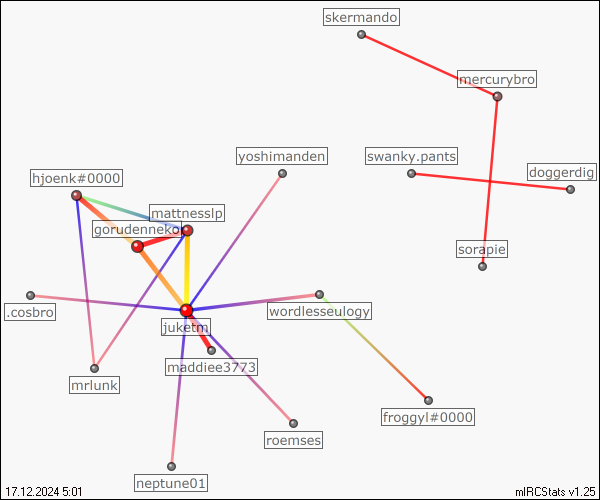 skermando
mercurybro
yoshimanden
swanky.pants
doggerdig
hjoenk#0000
mattnesslp
gorudenneko
sorapie
.cosbro
wordlesseulogy
juketm
maddiee3773
mrlunk
froggyl#0000
roemses
neptune01
17.12.2024 5:01
mIRCStats v1.25